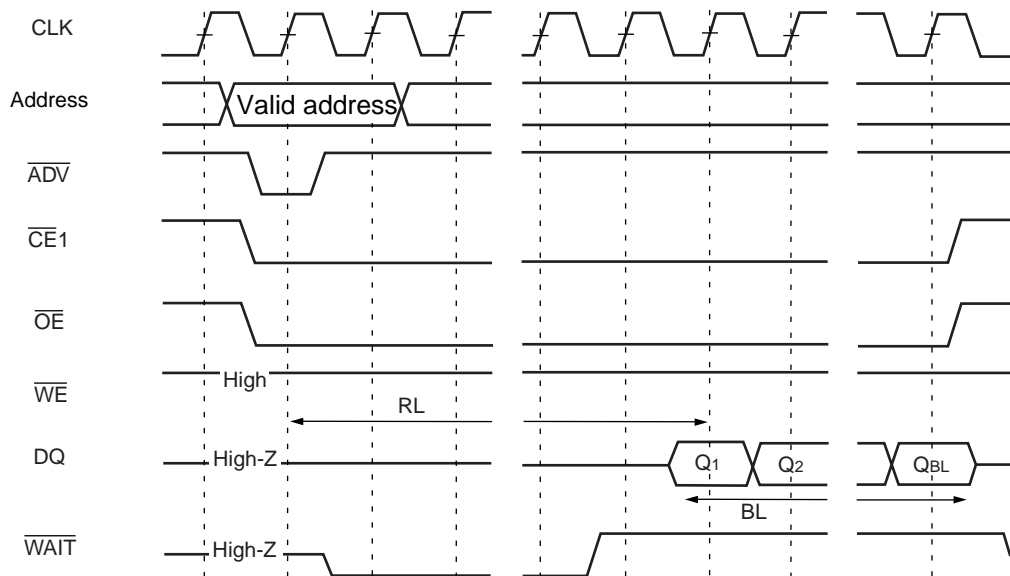 CLK
Address
Valid address
ADV
CE1
OE
WE
High
RL
DQ
High-Z
Q1
Q2
QBL
BL
WAIT
High-Z